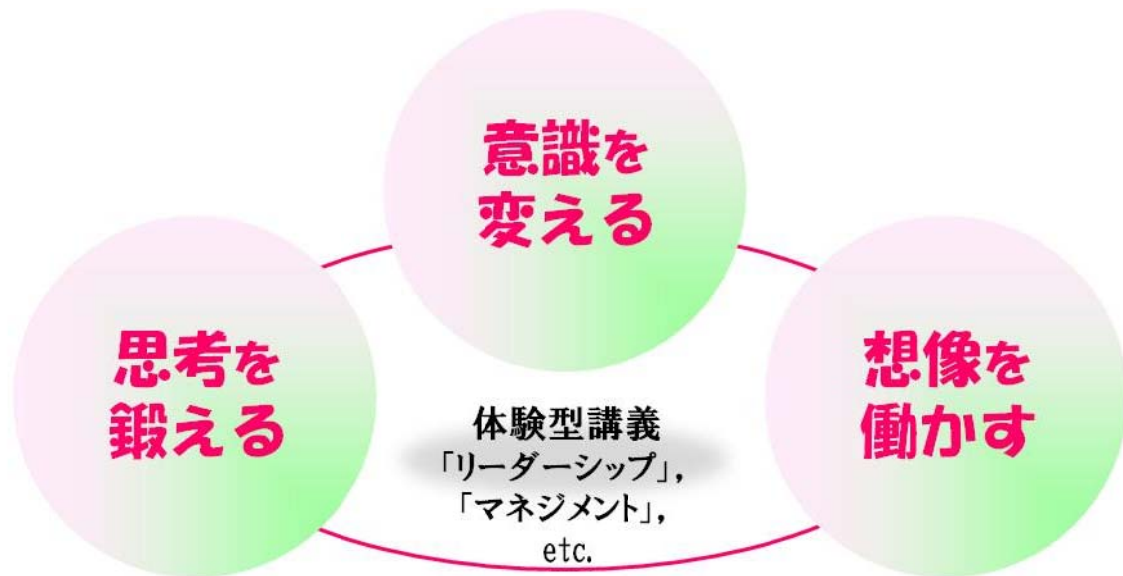 意識を
変える
思考を
鍛える
想像を
働かす
体験型講義
「リーダーシップ」,
「マネジメント」,
etc.